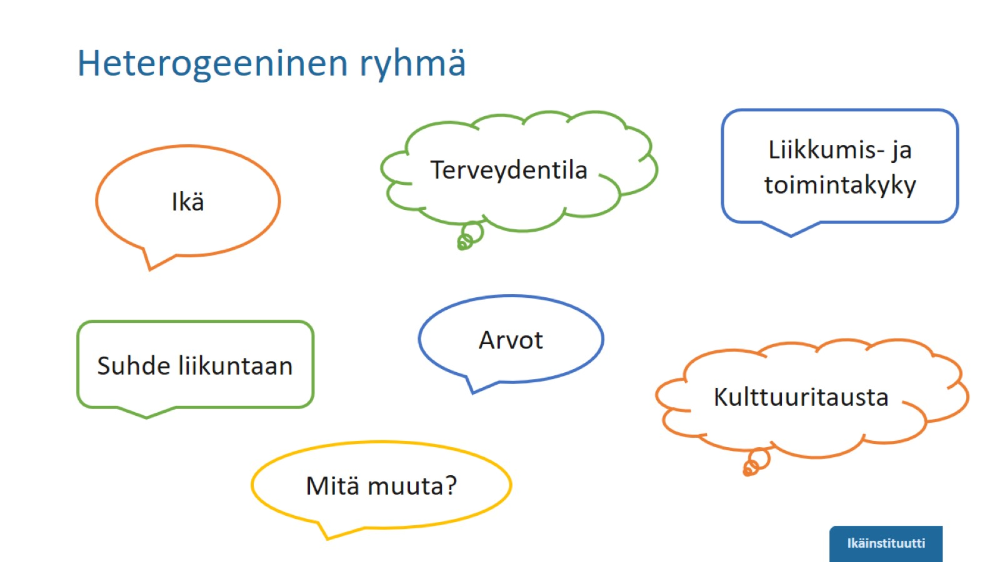 Heterogeeninen ryhmä
Ikä
Terveydentila
Liikkumis- ja
toimintakyky
Suhde liikuntaan
Arvot
Kulttuuritausta
Mitä muuta?
Ikäinstituutti